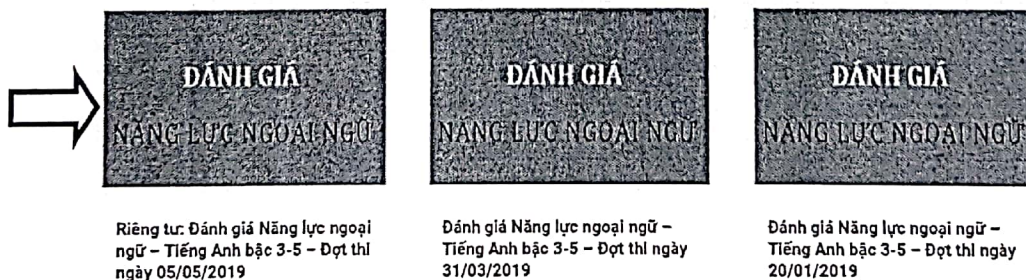 ĐÁNH GIÁ
NĂNG LỰC NGOẠI NGỮ
Riêng tư: Đánh giá Năng lực ngoại
ngữ – Tiếng Anh bậc 3-5 – Đợt thi
ngày 05/05/2019
ĐÁNH GIÁ
NĂNG LỰC NGOẠI NGỮ
Đánh giá Năng lực ngoại ngữ –
Tiếng Anh bậc 3-5 – Đợt thi ngày
31/03/2019
ĐÁNH GIÁ
NĂNG LỰC NGOẠI NGỮ
Đánh giá Năng lực ngoại ngữ –
Tiếng Anh bậc 3-5 – Đợt thi ngày
20/01/2019